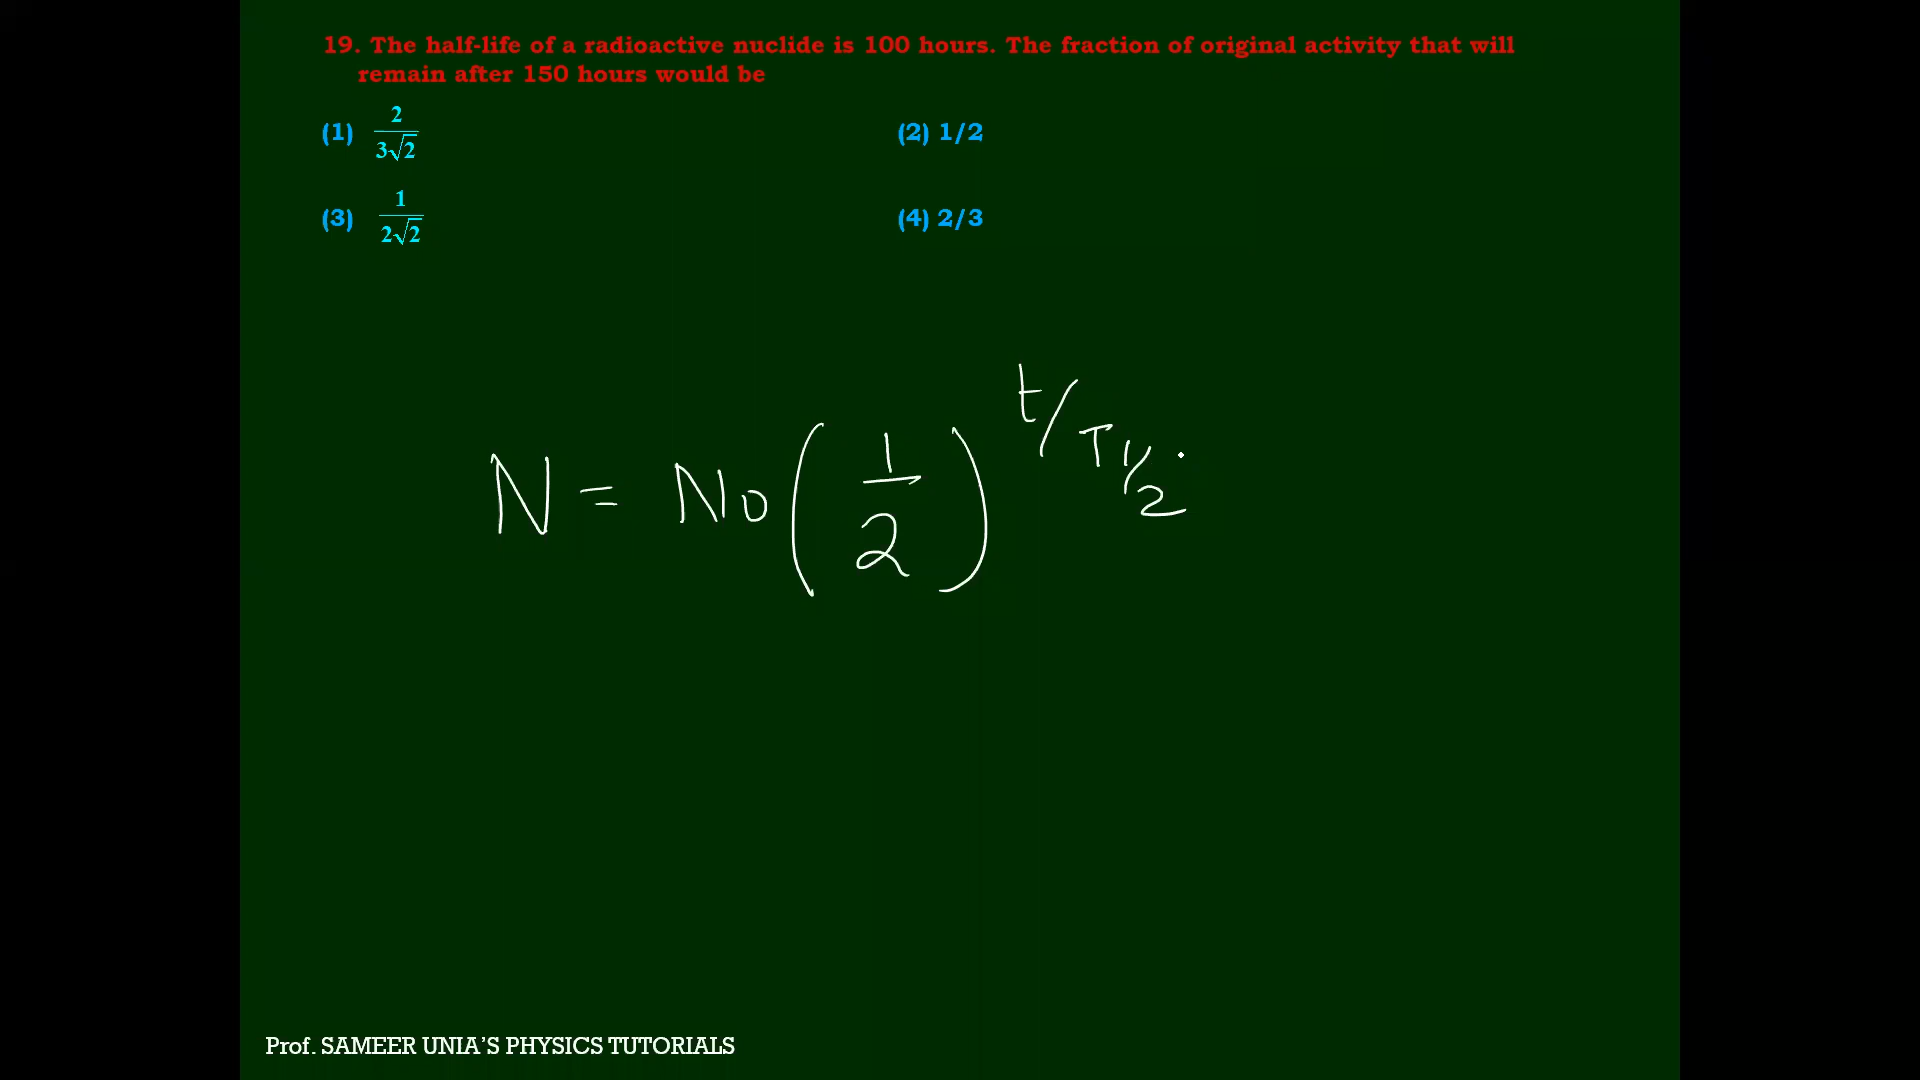 19. The half-life of a radioactive nuclide is 100 hours. The fraction of original activity that will
remain after 150 hours would be
(1) 2/(3√2) (2) 1/2
(3) 1/(2√2) (4) 2/3
N = No(1/2)^(t/T1/2)
Prof. SAMEER UNIA’S PHYSICS TUTORIALS